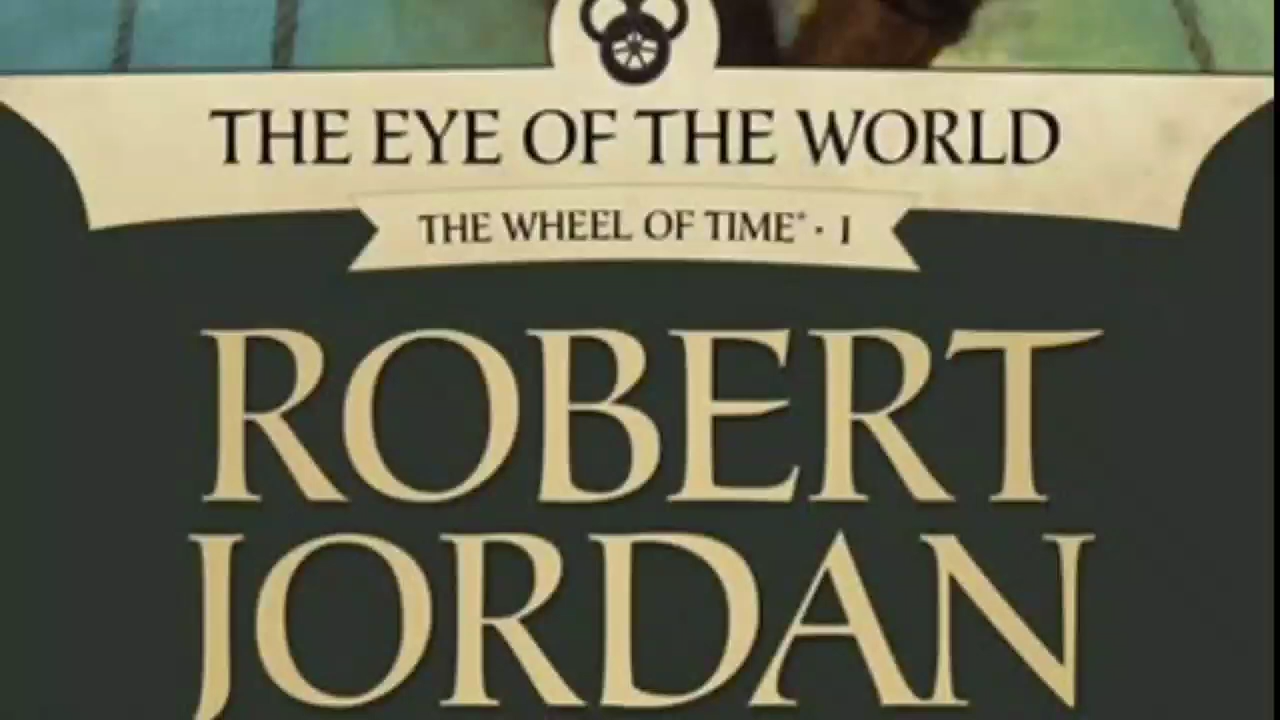 THE EYE OF THE WORLD
THE WHEEL OF TIME® · 1
ROBERT
JORDAN